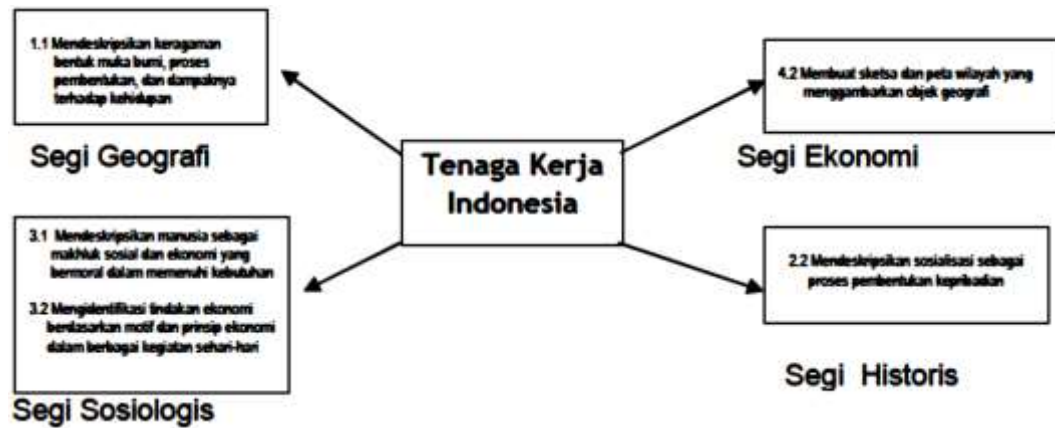 1.1 Mendeskripsikan keragaman
bentuk muka bumi, proses
pembentukan, dan dampaknya
terhadap kehidupan
Segi Geografi
4.2 Membuat sketsa dan peta wilayah yang
menggambarkan objek geografi
Segi Ekonomi
Tenaga Kerja
Indonesia
3.1 Mendeskripsikan manusia sebagai
makhluk sosial dan ekonomi yang
bermoral dalam memenuhi kebutuhan
3.2 Mengidentifikasi tindakan ekonomi
berdasarkan motif dan prinsip ekonomi
dalam berbagai kegiatan sehari-hari
Segi Sosiologis
2.2 Mendeskripsikan sosialisasi sebagai
proses pembentukan kepribadian
Segi Historis